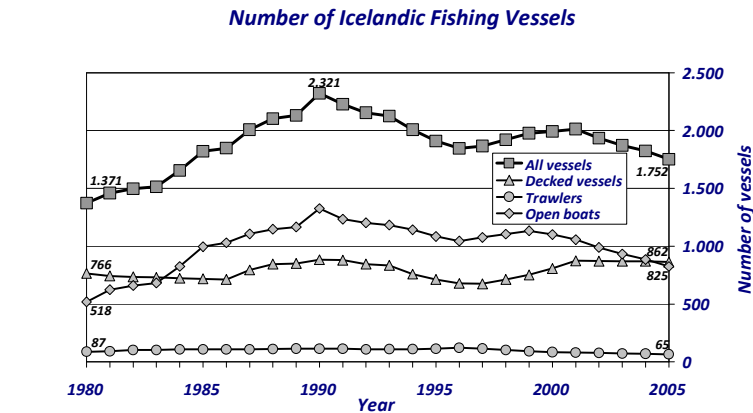 Number of Icelandic Fishing Vessels
2.500
2.321
2.000
All vessels
Decked vessels
Trawlers
Open boats
1.371
1.752
1.500
Number of vessels
1.000
766
862
825
518
500
87
65
0
1980 1985 1990 1995 2000 2005
Year